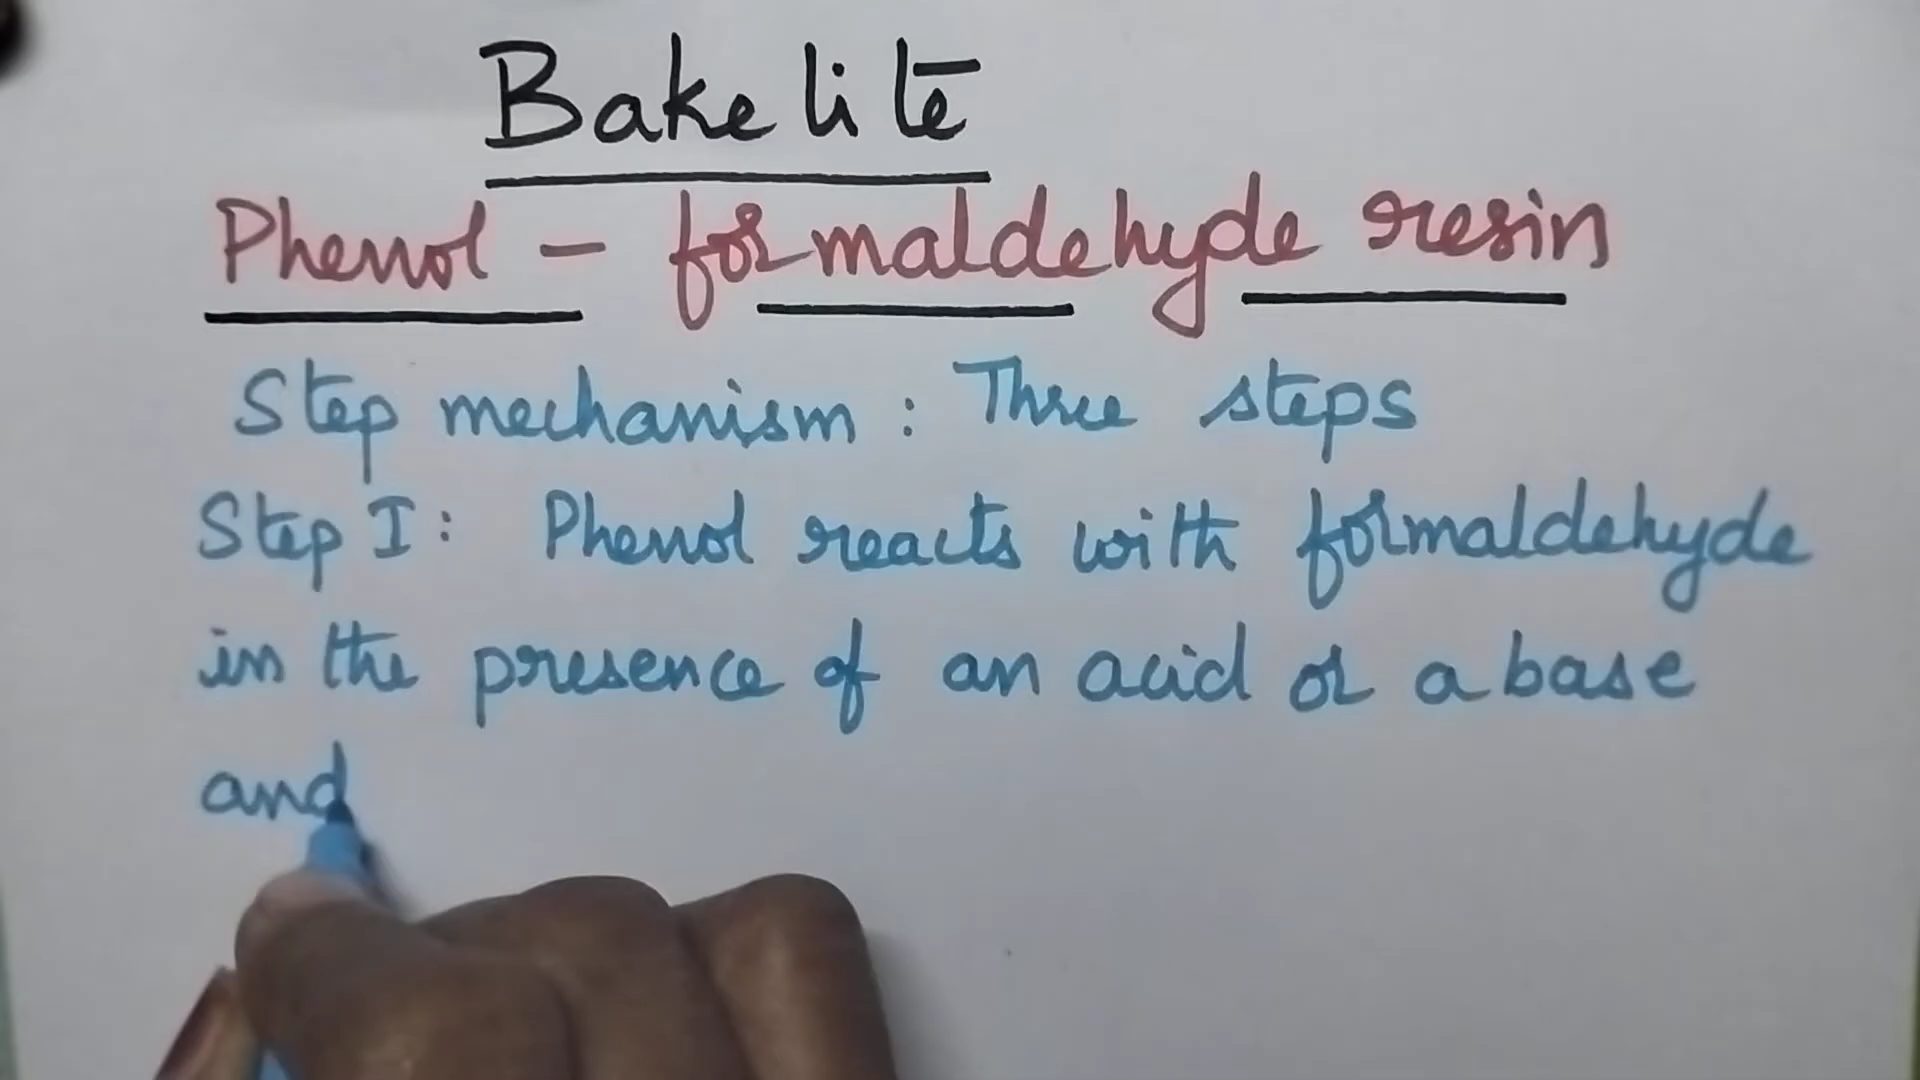 Bakelite
Phenol - formaldehyde resin
Step mechanism : Three steps
Step I : Phenol reacts with formaldehyde
in the presence of an acid or a base
and